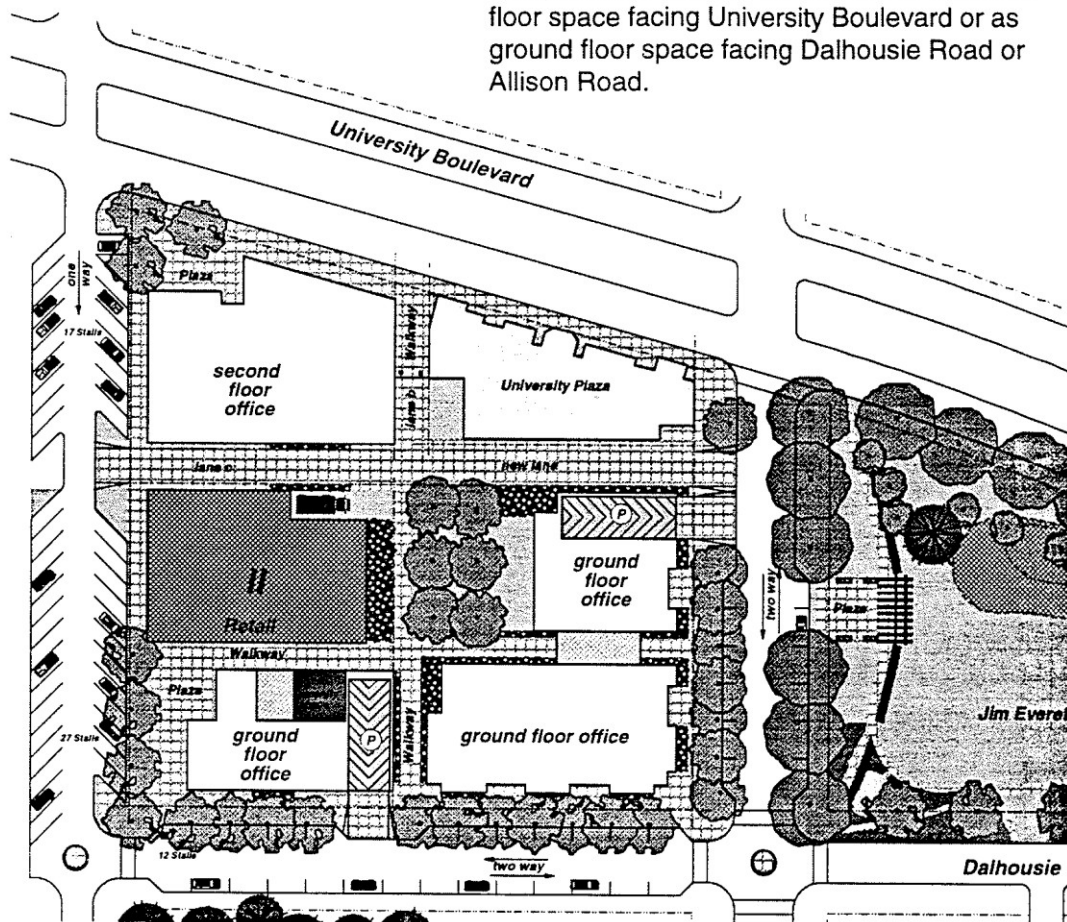 floor space facing University Boulevard or as
ground floor space facing Dalhousie Road or
Allison Road.
University Boulevard
one
way
Plaza
17 Stalls
Walkway
second
floor
office
University Plaza
new lane
ground
floor
office
P
II
Retail
two way
Plaza
Walkway
Plaza
Jim Everet
27 Stalls
ground
floor
office
P
Walkway
ground floor office
12 Stalls
two way
Dalhousie